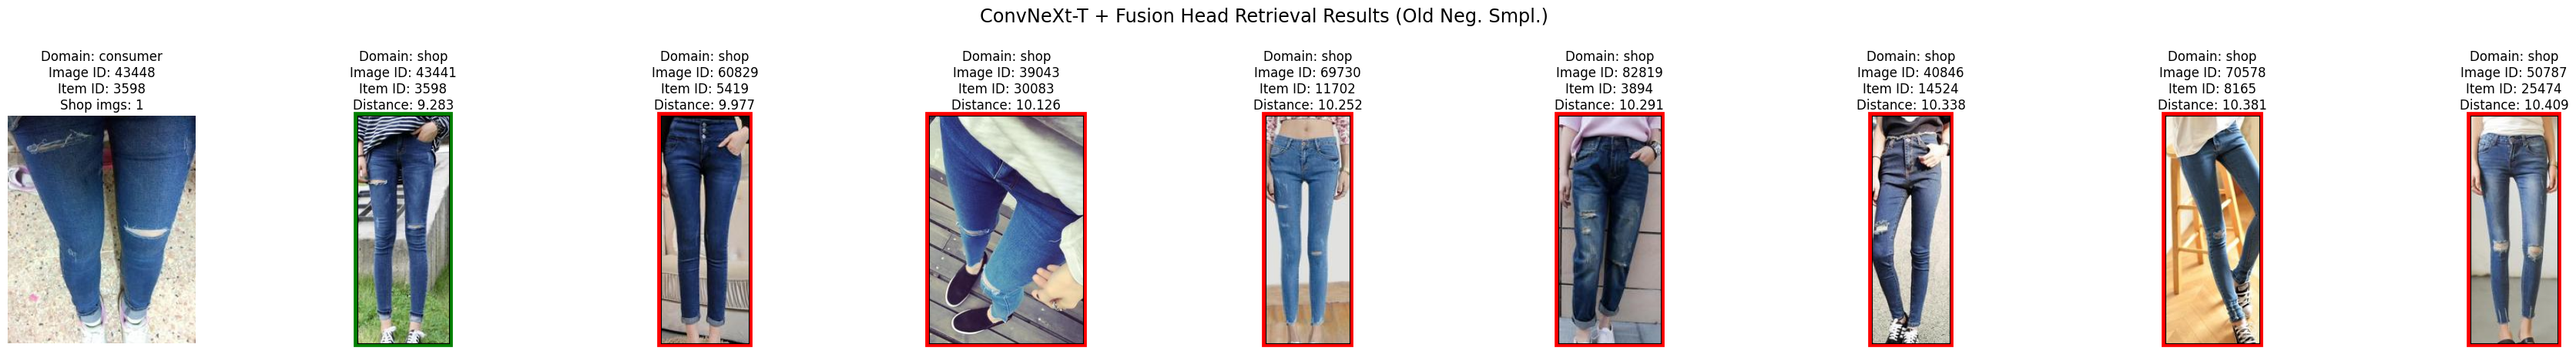 ConvNeXt-T + Fusion Head Retrieval Results (Old Neg. Smpl.)
Domain: consumer
Image ID: 43448
Item ID: 3598
Shop imgs: 1
Domain: shop
Image ID: 43441
Item ID: 3598
Distance: 9.283
Domain: shop
Image ID: 60829
Item ID: 5419
Distance: 9.977
Domain: shop
Image ID: 39043
Item ID: 30083
Distance: 10.126
Domain: shop
Image ID: 69730
Item ID: 11702
Distance: 10.252
Domain: shop
Image ID: 82819
Item ID: 3894
Distance: 10.291
Domain: shop
Image ID: 40846
Item ID: 14524
Distance: 10.338
Domain: shop
Image ID: 70578
Item ID: 8165
Distance: 10.381
Domain: shop
Image ID: 50787
Item ID: 25474
Distance: 10.409